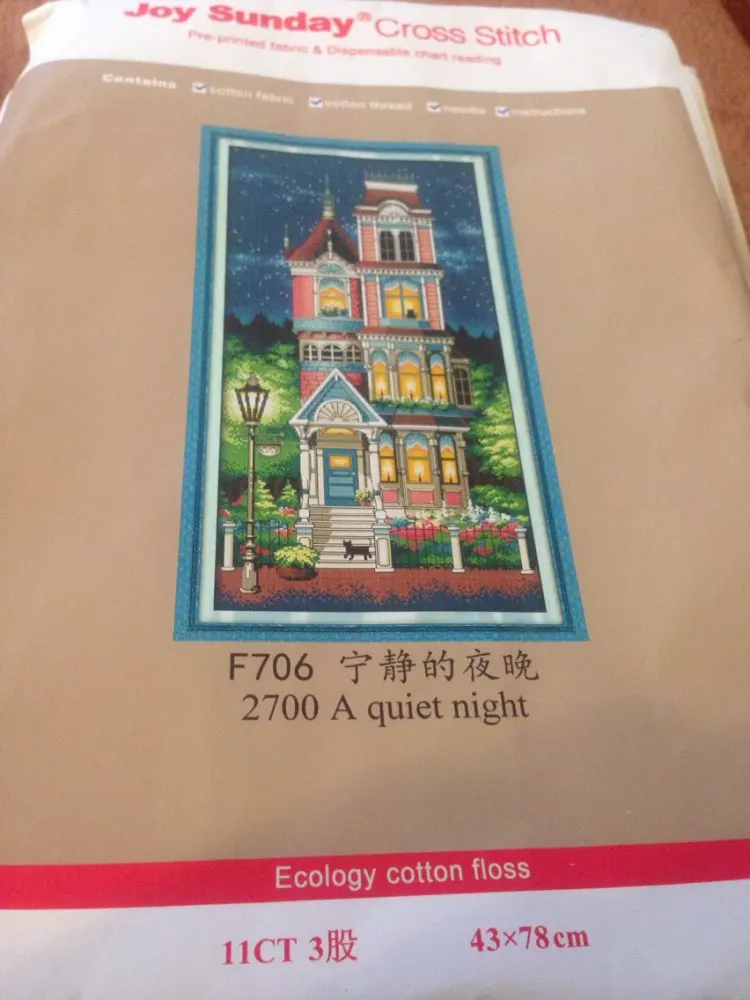 Joy Sunday® Cross Stitch
Pre-printed fabric & Dispensable chart reading
Contains cotton fabric cotton thread needle instructions
F706 宁静的夜晚
2700 A quiet night
Ecology cotton floss
11CT 3股 43×78cm